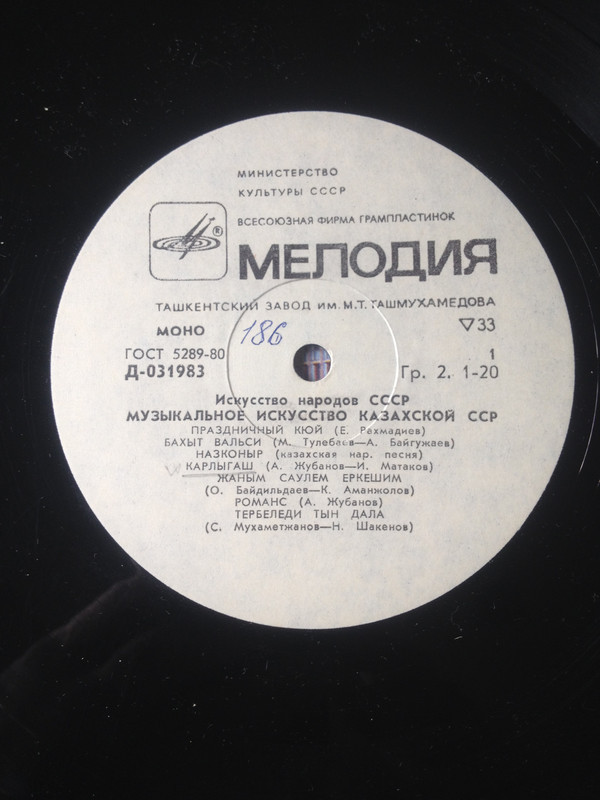 МИНИСТЕРСТВО
КУЛЬТУРЫ СССР
ВСЕСОЮЗНАЯ ФИРМА ГРАМПЛАСТИНОК
®
МЕЛОДИЯ
ТАШКЕНТСКИЙ ЗАВОД ИМ. М.Т. ТАШМУХАМЕДОВА
МОНО 186 ▽33
ГОСТ 5289-80 1
Д-031983 Гр. 2. 1-20
Искусство народов СССР
МУЗЫКАЛЬНОЕ ИСКУССТВО КАЗАХСКОЙ ССР
ПРАЗДНИЧНЫЙ КЮЙ (Е. Рахмадиев)
БАХЫТ ВАЛЬСИ (М. Тулебаев—А. Байгужаев)
НАЗКОНЫР (казахская нар. песня)
КАРЛЫГАШ (А. Жубанов—И. Матаков)
ЖАНЫМ САУЛЕМ ЕРКЕШИМ
(О. Байдильдаев—К. Аманжолов)
РОМАНС (А. Жубанов)
ТЕРБЕЛЕДИ ТЫН ДАЛА
(С. Мухаметжанов—Н. Шакенов)